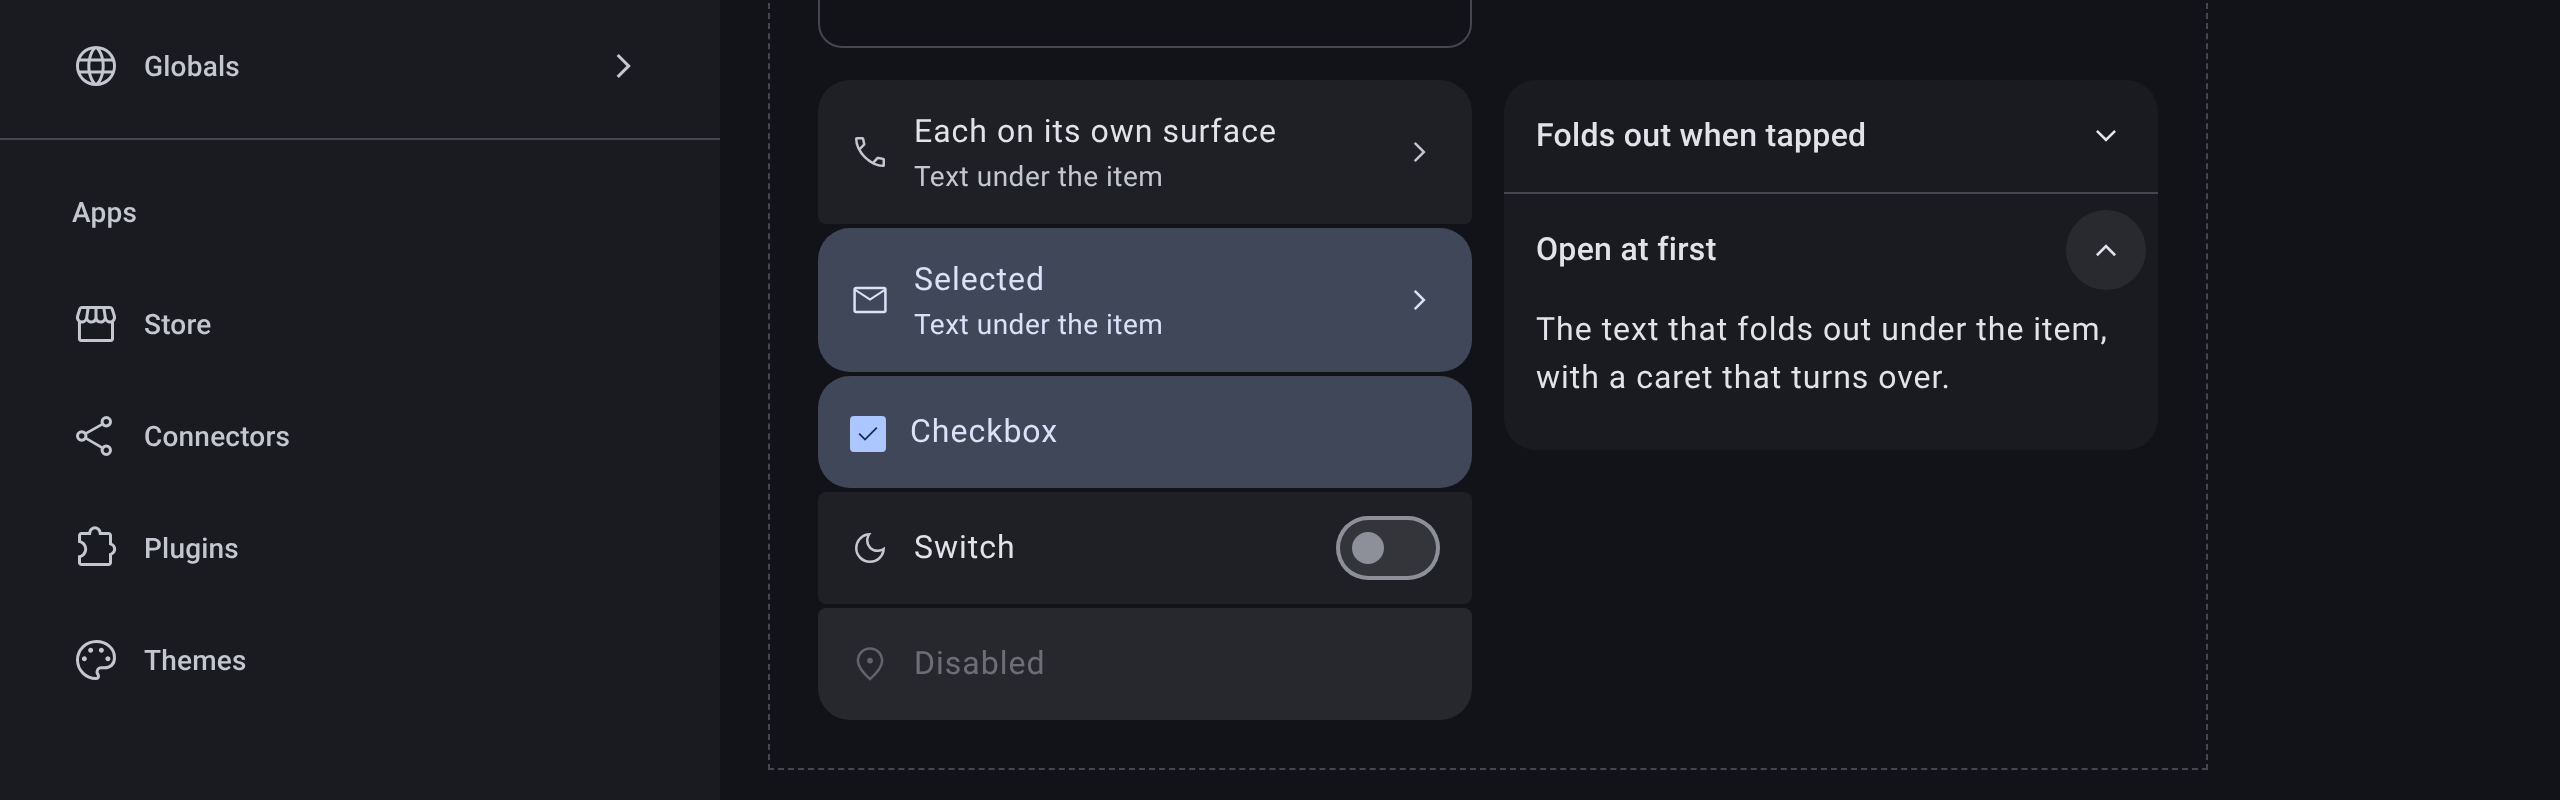 Globals
Apps
Store
Connectors
Plugins
Themes
Each on its own surface
Text under the item
Selected
Text under the item
Checkbox
Switch
Disabled
Folds out when tapped
Open at first
The text that folds out under the item,
with a caret that turns over.